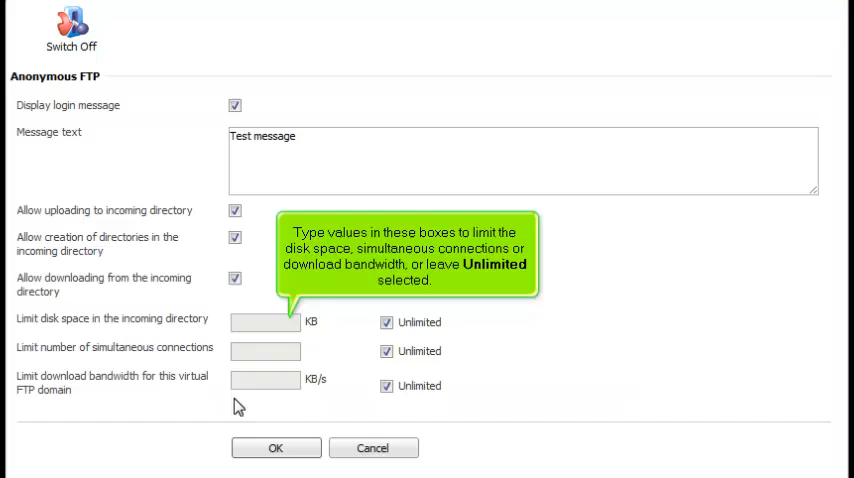 Switch Off
Anonymous FTP
Display login message
Message text
Test message
Allow uploading to incoming directory
Allow creation of directories in the
incoming directory
Type values in these boxes to limit the
disk space, simultaneous connections or
download bandwidth, or leave Unlimited
selected.
Allow downloading from the incoming
directory
Limit disk space in the incoming directory
KB
Unlimited
Limit number of simultaneous connections
Unlimited
Limit download bandwidth for this virtual
FTP domain
KB/s
Unlimited
OK
Cancel